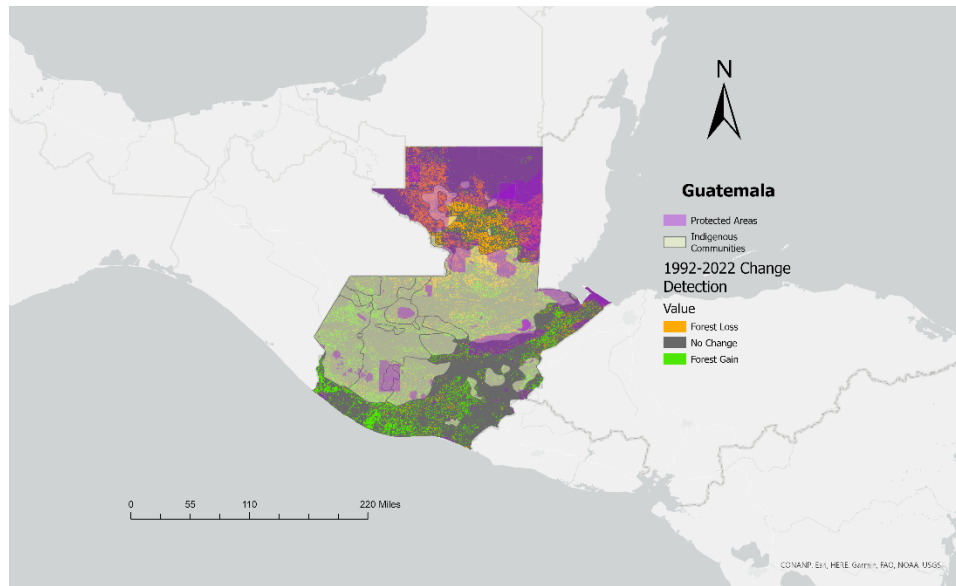 N
Guatemala
Protected Areas
Indigenous
Communities
1992-2022 Change
Detection
Value
Forest Loss
No Change
Forest Gain
0 55 110 220 Miles
CONANP, Esri, HERE, Garmin, FAO, NOAA, USGS